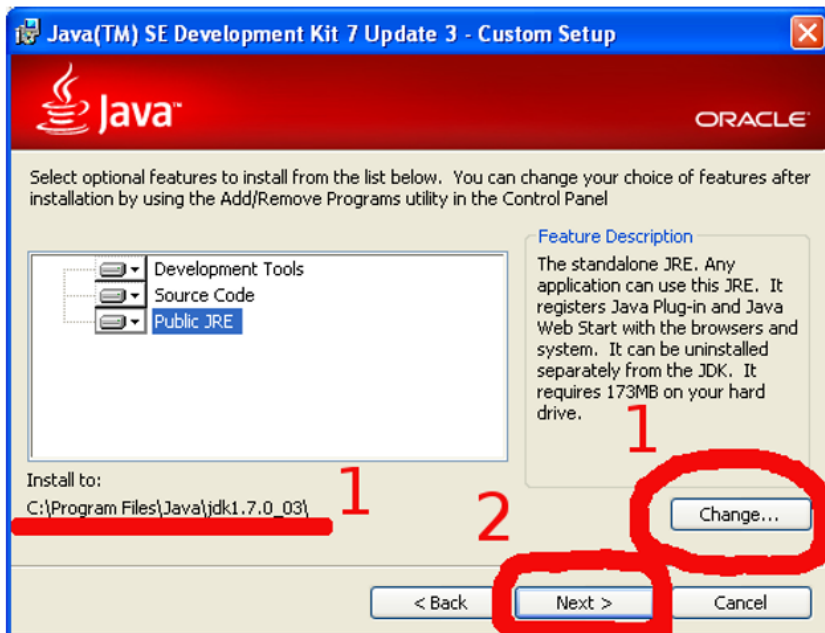 Java(TM) SE Development Kit 7 Update 3 - Custom Setup
Java™
ORACLE
Select optional features to install from the list below.  You can change your choice of features after
installation by using the Add/Remove Programs utility in the Control Panel
Development Tools
Source Code
Public JRE
Feature Description
The standalone JRE. Any
application can use this JRE.  It
registers Java Plug-in and Java
Web Start with the browsers and
system.  It can be uninstalled
separately from the JDK.  It
requires 173MB on your hard
drive.
1
Install to:
C:\Program Files\Java\jdk1.7.0_03\
1
2
Change...
< Back
Next >
Cancel